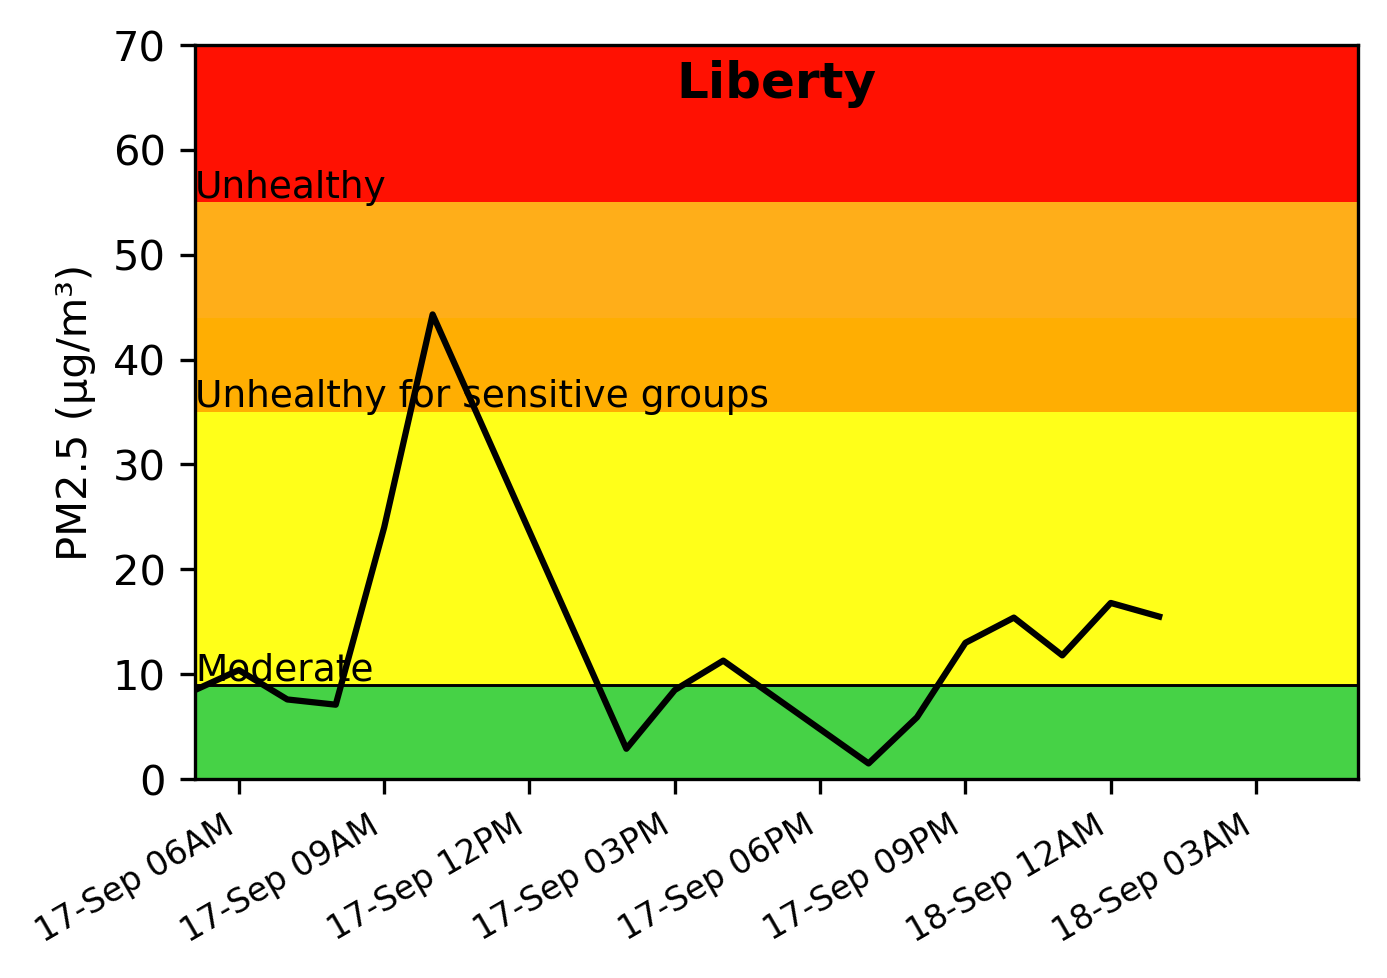 Liberty
PM2.5 (µg/m³)
70
60
50
40
30
20
10
0
Unhealthy
Unhealthy for sensitive groups
Moderate
17-Sep 06AM
17-Sep 09AM
17-Sep 12PM
17-Sep 03PM
17-Sep 06PM
17-Sep 09PM
18-Sep 12AM
18-Sep 03AM